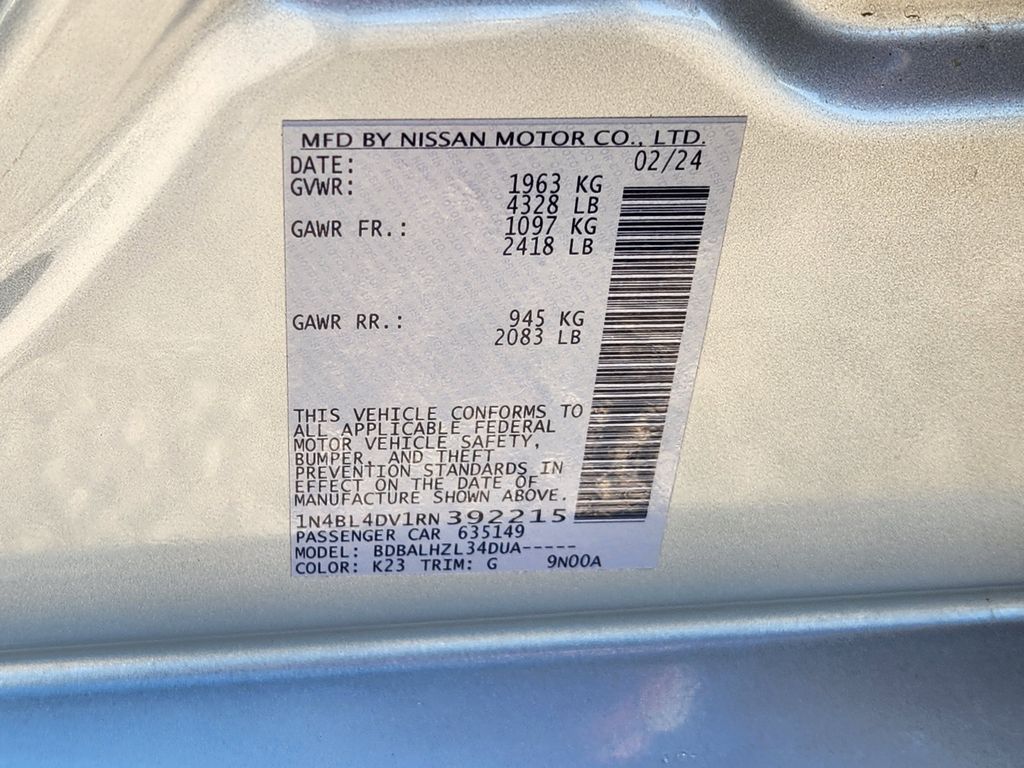 MFD BY NISSAN MOTOR CO., LTD.
DATE: 02/24
GVWR: 1963 KG
4328 LB
GAWR FR.: 1097 KG
2418 LB
GAWR RR.: 945 KG
2083 LB
THIS VEHICLE CONFORMS TO
ALL APPLICABLE FEDERAL
MOTOR VEHICLE SAFETY,
BUMPER, AND THEFT
PREVENTION STANDARDS IN
EFFECT ON THE DATE OF
MANUFACTURE SHOWN ABOVE.
1N4BL4DV1RN392215
PASSENGER CAR 635149
MODEL: BDBALHZL34DUA-----
COLOR: K23 TRIM: G 9N00A